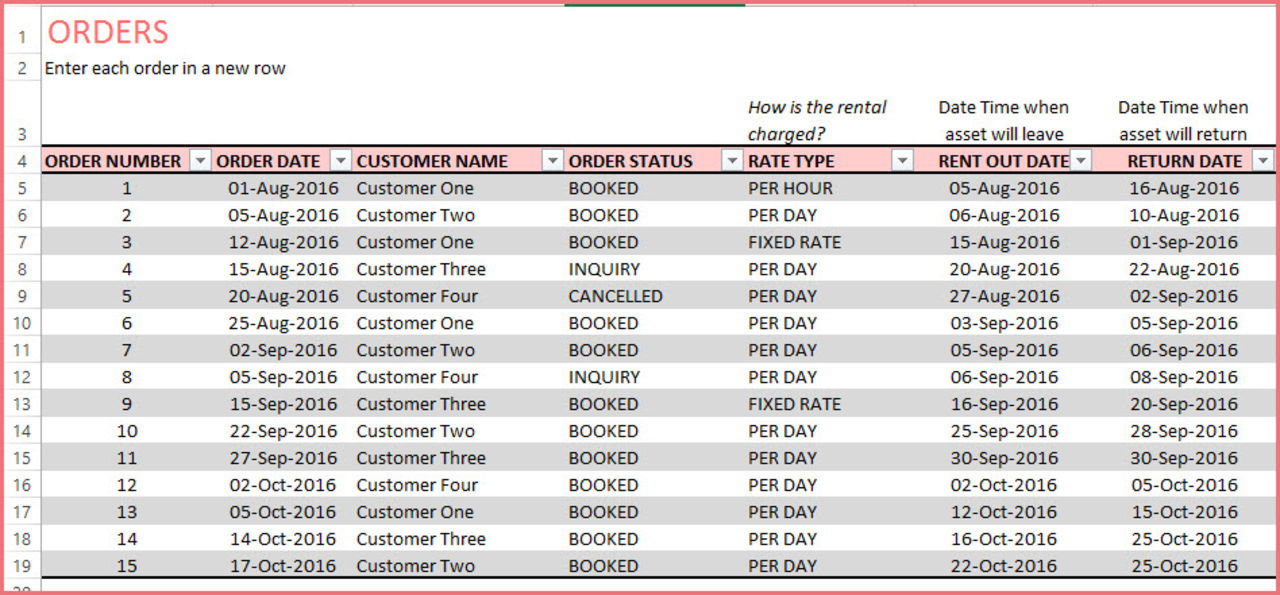 1 ORDERS
2 Enter each order in a new row
How is the rental Date Time when Date Time when
3 charged? asset will leave asset will return
4 ORDER NUMBER ORDER DATE CUSTOMER NAME ORDER STATUS RATE TYPE RENT OUT DATE RETURN DATE
5 1 01-Aug-2016 Customer One BOOKED PER HOUR 05-Aug-2016 16-Aug-2016
6 2 05-Aug-2016 Customer Two BOOKED PER DAY 06-Aug-2016 10-Aug-2016
7 3 12-Aug-2016 Customer One BOOKED FIXED RATE 15-Aug-2016 01-Sep-2016
8 4 15-Aug-2016 Customer Three INQUIRY PER DAY 20-Aug-2016 22-Aug-2016
9 5 20-Aug-2016 Customer Four CANCELLED PER DAY 27-Aug-2016 02-Sep-2016
10 6 25-Aug-2016 Customer One BOOKED PER DAY 03-Sep-2016 05-Sep-2016
11 7 02-Sep-2016 Customer Two BOOKED PER DAY 05-Sep-2016 06-Sep-2016
12 8 05-Sep-2016 Customer Four INQUIRY PER DAY 06-Sep-2016 08-Sep-2016
13 9 15-Sep-2016 Customer Three BOOKED FIXED RATE 16-Sep-2016 20-Sep-2016
14 10 22-Sep-2016 Customer Two BOOKED PER DAY 25-Sep-2016 28-Sep-2016
15 11 27-Sep-2016 Customer Three BOOKED PER DAY 30-Sep-2016 30-Sep-2016
16 12 02-Oct-2016 Customer Four BOOKED PER DAY 02-Oct-2016 05-Oct-2016
17 13 05-Oct-2016 Customer One BOOKED PER DAY 12-Oct-2016 15-Oct-2016
18 14 14-Oct-2016 Customer Three BOOKED PER DAY 16-Oct-2016 25-Oct-2016
19 15 17-Oct-2016 Customer Two BOOKED PER DAY 22-Oct-2016 25-Oct-2016